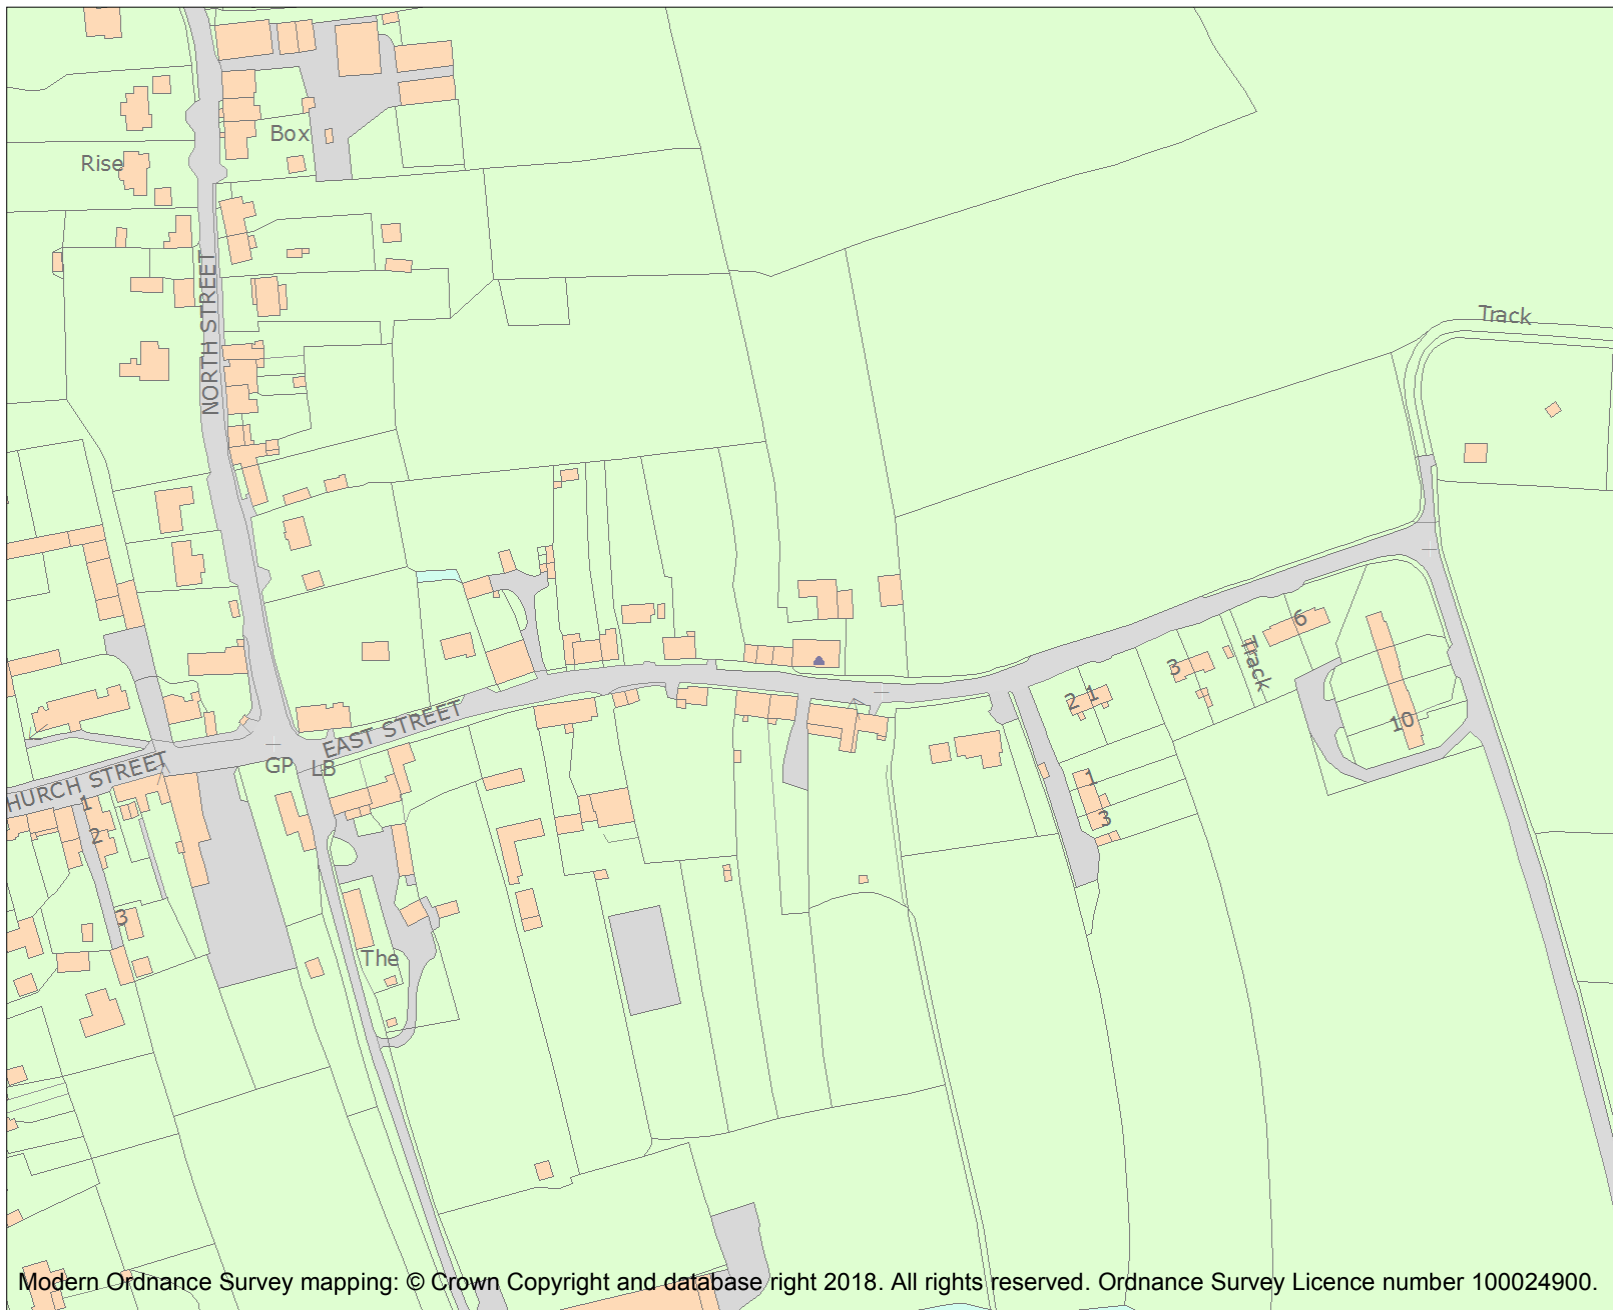 Box
Rise
NORTH STREET
Track
6
Track
3
2 1
10
EAST STREET
GP LB
HURCH STREET
1
2
3
1
3
The
Modern Ordnance Survey mapping: © Crown Copyright and database right 2018. All rights reserved. Ordnance Survey Licence number 100024900.